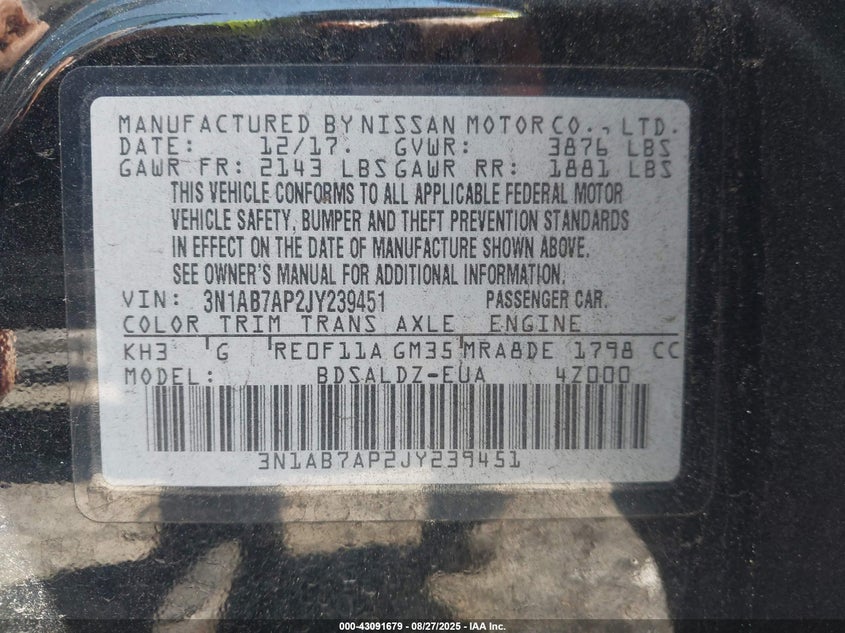 MANUFACTURED BY NISSAN MOTOR CO., LTD.
DATE: 12/17. GVWR: 3876 LBS
GAWR FR: 2143 LBS GAWR RR: 1881 LBS
THIS VEHICLE CONFORMS TO ALL APPLICABLE FEDERAL MOTOR
VEHICLE SAFETY, BUMPER AND THEFT PREVENTION STANDARDS
IN EFFECT ON THE DATE OF MANUFACTURE SHOWN ABOVE.
SEE OWNER'S MANUAL FOR ADDITIONAL INFORMATION.
VIN: 3N1AB7AP2JY239451 PASSENGER CAR.
COLOR TRIM TRANS AXLE ENGINE
KH3 G RE0F11A GM35 MRA8DE 1798 CC
MODEL: BDSALDZ-EUA 4Z000
3N1AB7AP2JY239451
000-43091679 | 08/27/2025 - IAA Inc.